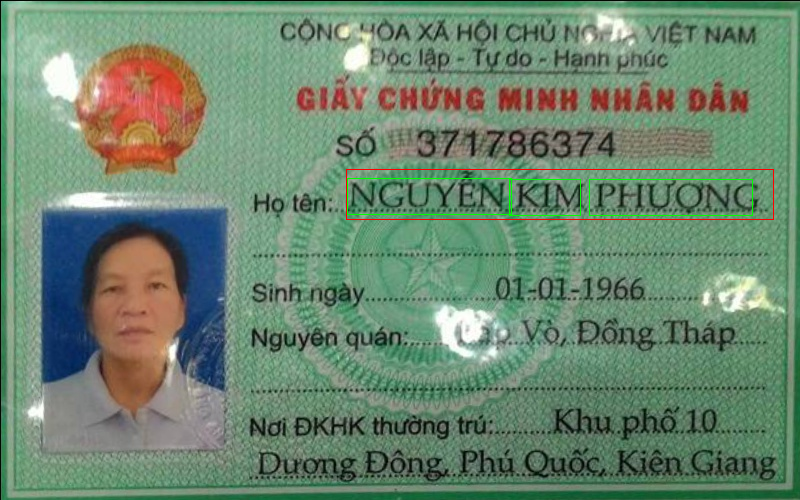 CỘNG HÒA XÃ HỘI CHỦ NGHĨA VIỆT NAM
Độc lập - Tự do - Hạnh phúc
GIẤY CHỨNG MINH NHÂN DÂN
SỐ 371786374
Họ tên: NGUYỄN KIM PHƯỢNG
Sinh ngày 01-01-1966
Nguyên quán: Lấp Vò, Đồng Tháp
Nơi ĐKHK thường trú: Khu phố 10
Dương Đông, Phú Quốc, Kiên Giang